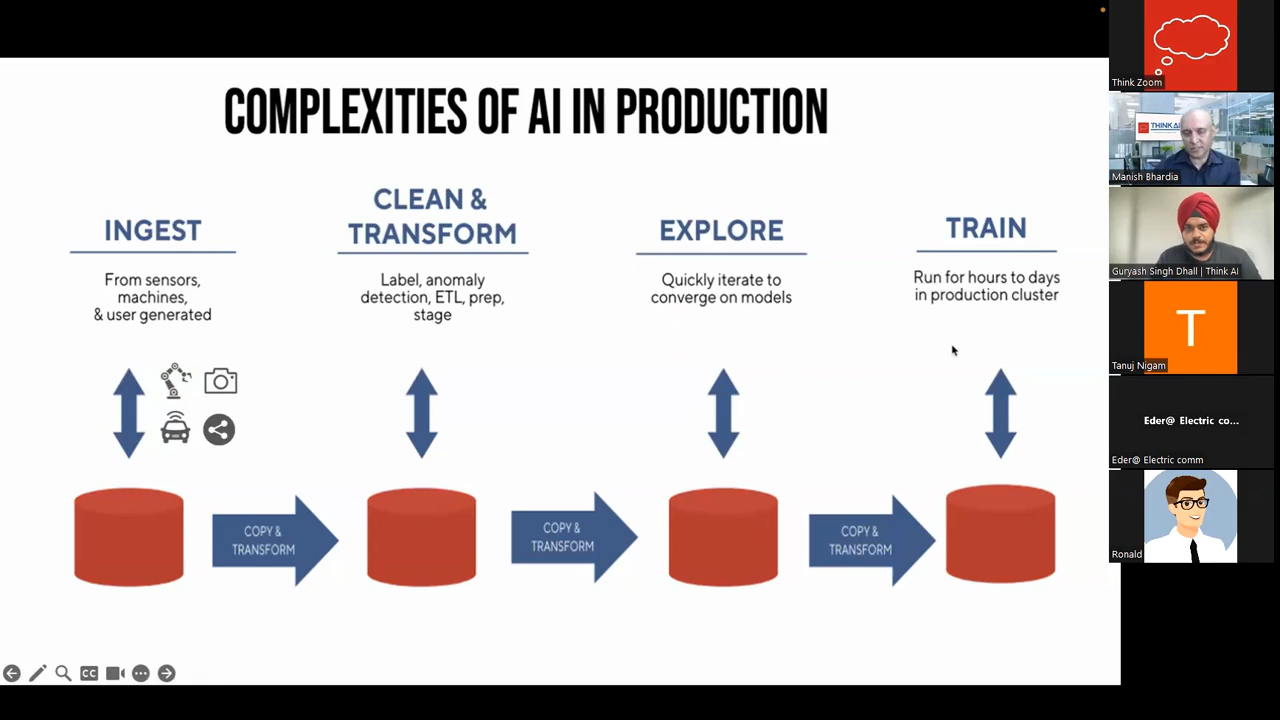 COMPLEXITIES OF AI IN PRODUCTION
INGEST
From sensors,
machines,
& user generated
CLEAN &
TRANSFORM
Label, anomaly
detection, ETL, prep,
stage
EXPLORE
Quickly iterate to
converge on models
TRAIN
Run for hours to days
in production cluster
COPY &
TRANSFORM
COPY &
TRANSFORM
COPY &
TRANSFORM
CC
Think Zoom
THINK AI
Manish Bhardia
Guryash Singh Dhall | Think AI
T
Tanuj Nigam
Eder@ Electric co...
Eder@ Electric comm
Ronald